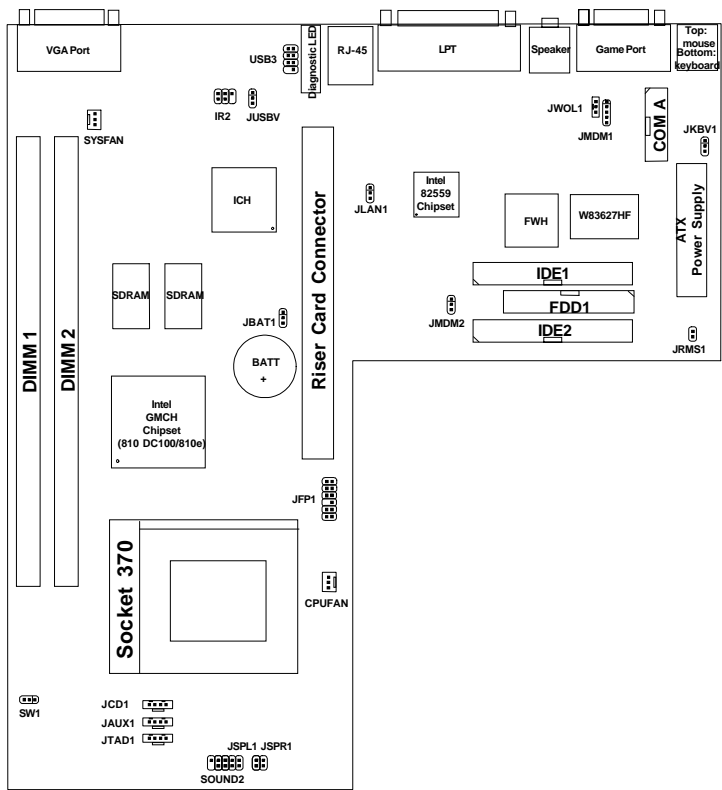 VGA Port
USB3
Diagnostic LED
RJ-45
LPT
Speaker
Game Port
Top:
mouse
Bottom:
keyboard
SYSFAN
IR2
JUSBV
JWOL1
JMDM1
COM A
JKBV1
ICH
JLAN1
Intel
82559
Chipset
FWH
W83627HF
ATX
Power Supply
SDRAM
SDRAM
JBAT1
BATT
+
Riser Card Connector
IDE1
FDD1
IDE2
JMDM2
JRMS1
DIMM 1
DIMM 2
Intel
GMCH
Chipset
(810 DC100/810e)
JFP1
Socket 370
CPUFAN
SW1
JCD1
JAUX1
JTAD1
JSPL1 JSPR1
SOUND2